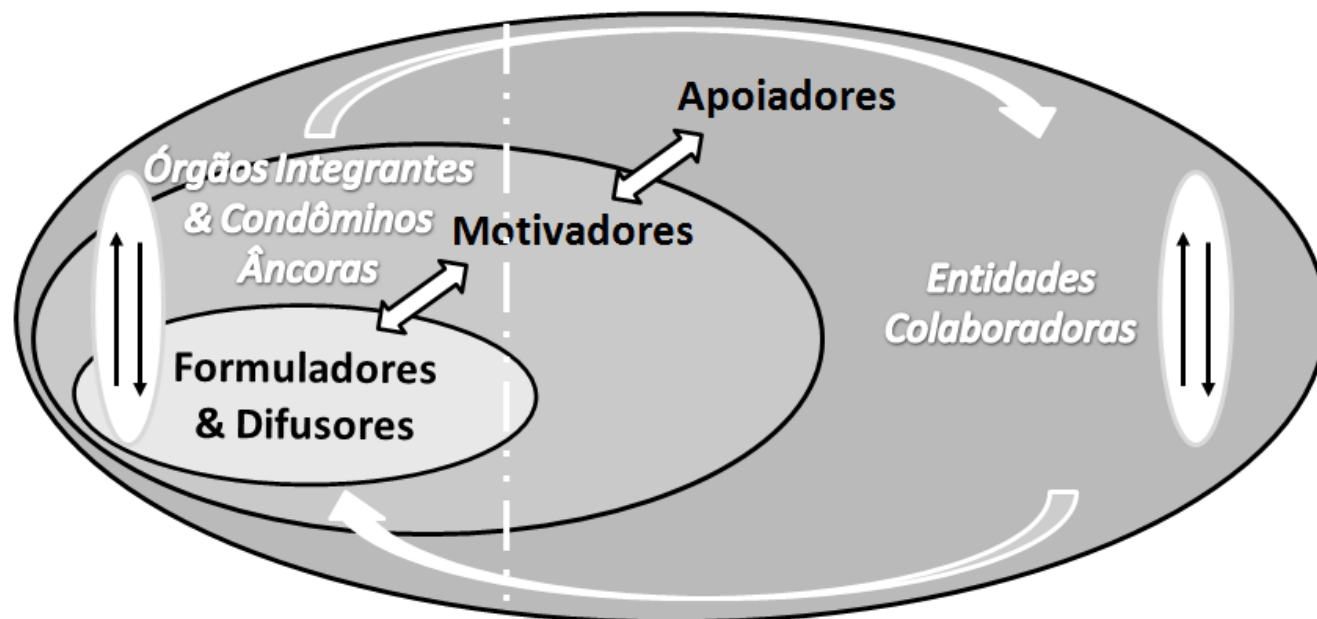 Apoiadores
Órgãos Integrantes
& Condôminos
Âncoras
Motivadores
Entidades
Colaboradoras
Formuladores
& Difusores